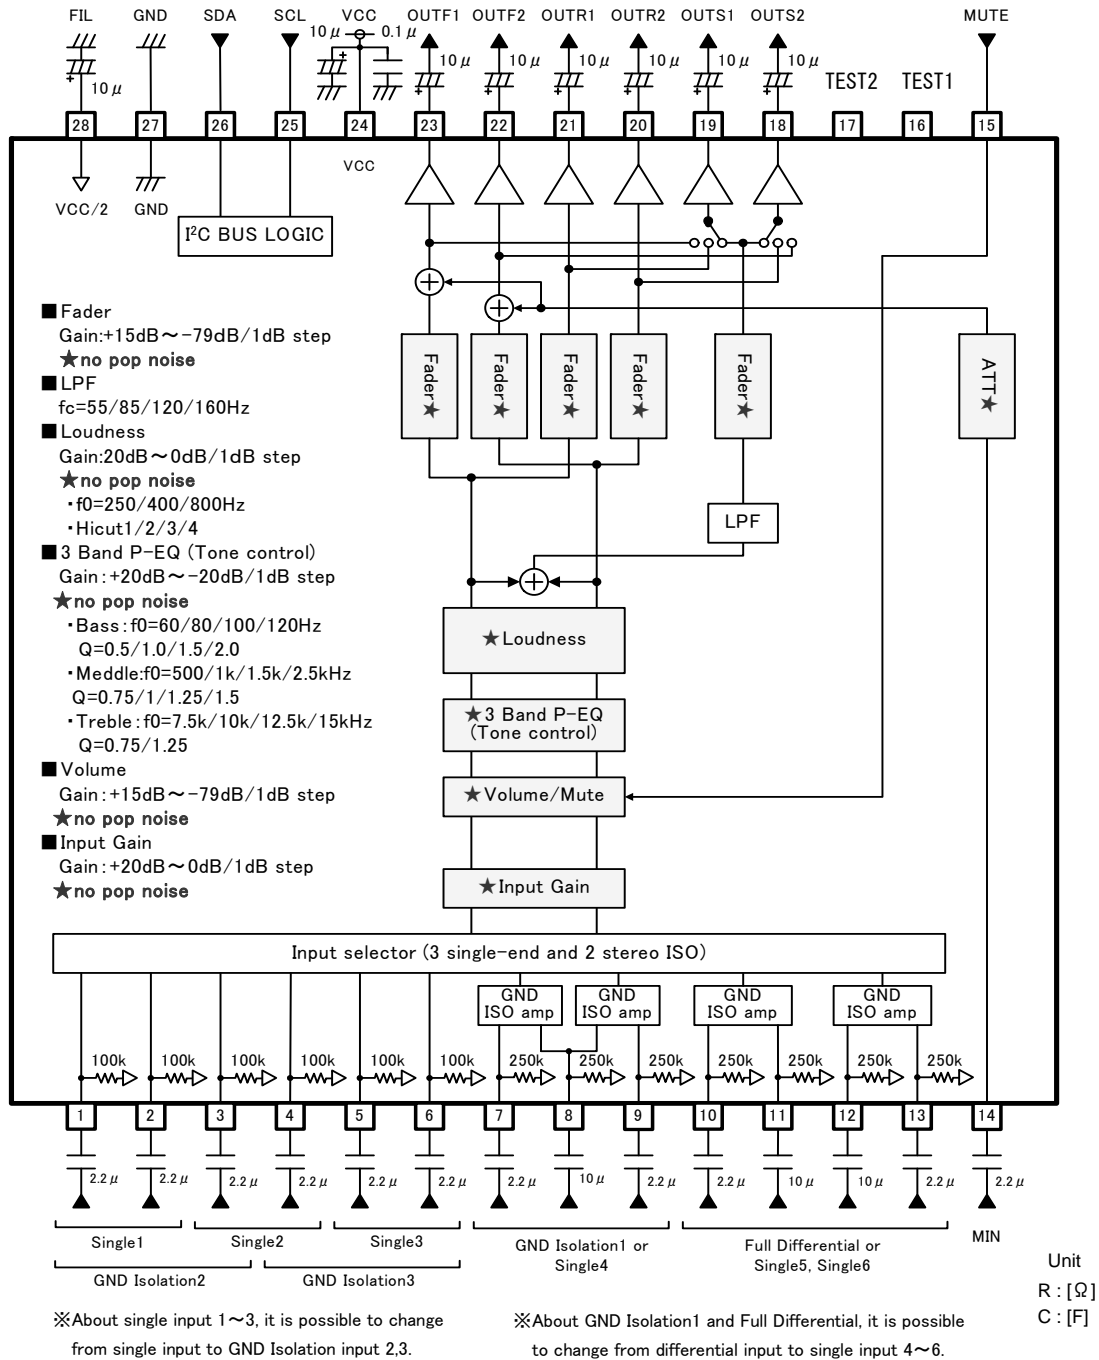 FIL GND SDA SCL VCC OUTF1 OUTF2 OUTR1 OUTR2 OUTS1 OUTS2 MUTE
10μ 0.1μ
10μ 10μ 10μ 10μ 10μ 10μ 10μ
TEST2 TEST1
28 27 26 25 24 23 22 21 20 19 18 17 16 15
VCC
VCC/2 GND
I²C BUS LOGIC
■Fader
Gain:+15dB～-79dB/1dB step
★no pop noise
■LPF
fc=55/85/120/160Hz
■Loudness
Gain:20dB～0dB/1dB step
★no pop noise
・f0=250/400/800Hz
・Hicut1/2/3/4
■3 Band P-EQ (Tone control)
Gain:+20dB～-20dB/1dB step
★no pop noise
・Bass:f0=60/80/100/120Hz
Q=0.5/1.0/1.5/2.0
・Meddle:f0=500/1k/1.5k/2.5kHz
Q=0.75/1/1.25/1.5
・Treble:f0=7.5k/10k/12.5k/15kHz
Q=0.75/1.25
■Volume
Gain:+15dB～-79dB/1dB step
★no pop noise
■Input Gain
Gain:+20dB～0dB/1dB step
★no pop noise
Fader★ Fader★ Fader★ Fader★ Fader★ ATT★
LPF
★Loudness
★3 Band P-EQ
(Tone control)
★Volume/Mute
★Input Gain
Input selector (3 single-end and 2 stereo ISO)
GND
ISO amp
GND
ISO amp
GND
ISO amp
GND
ISO amp
100k 100k 100k 100k 100k 100k 250k 250k 250k 250k 250k 250k 250k
1 2 3 4 5 6 7 8 9 10 11 12 13 14
2.2μ 2.2μ 2.2μ 2.2μ 2.2μ 2.2μ 2.2μ 10μ 2.2μ 2.2μ 10μ 10μ 2.2μ 2.2μ
Single1 Single2 Single3
GND Isolation2 GND Isolation3
GND Isolation1 or
Single4
Full Differential or
Single5, Single6
MIN
Unit
R : [Ω]
C : [F]
※About single input 1～3, it is possible to change
from single input to GND Isolation input 2,3.
※About GND Isolation1 and Full Differential, it is possible
to change from differential input to single input 4～6.